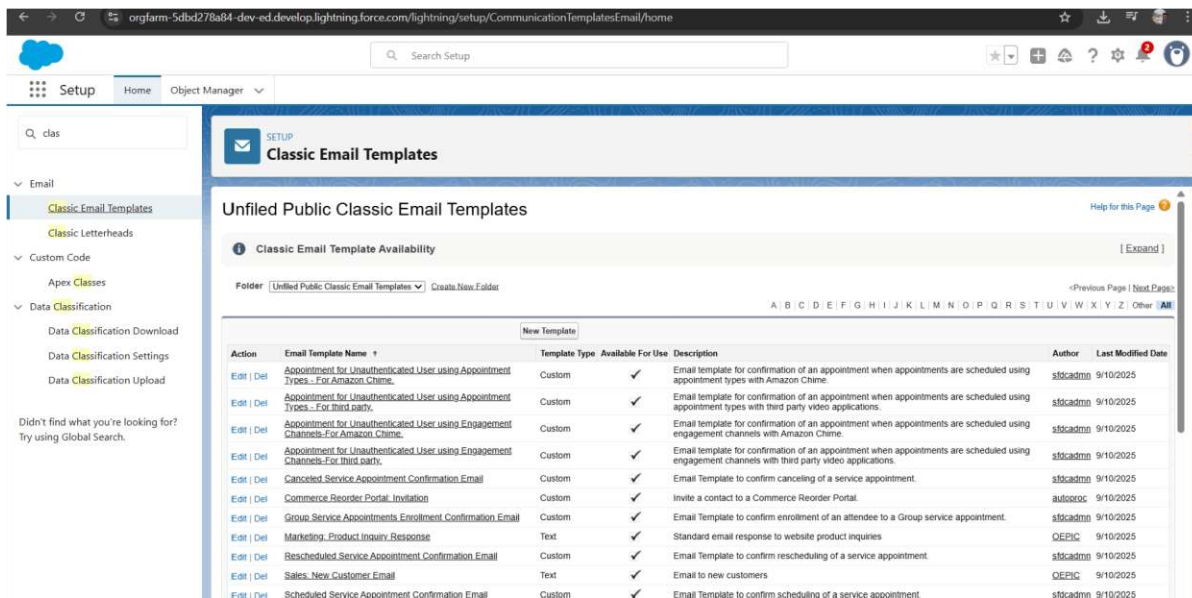 orgfarm-5dbd278a84-dev-ed.develop.lightning.force.com/lightning/setup/CommunicationTemplatesEmail/home
Search Setup
2
Setup Home Object Manager
clas
Email
Classic Email Templates
Classic Letterheads
Custom Code
Apex Classes
Data Classification
Data Classification Download
Data Classification Settings
Data Classification Upload
Didn't find what you're looking for?
Try using Global Search.
SETUP
Classic Email Templates
Unfiled Public Classic Email Templates
Help for this Page ?
Classic Email Template Availability [ Expand ]
Folder Unfiled Public Classic Email Templates Create New Folder
<Previous Page | Next Page>
A | B | C | D | E | F | G | H | I | J | K | L | M | N | O | P | Q | R | S | T | U | V | W | X | Y | Z | Other All
New Template
Action Email Template Name ↑ Template Type Available For Use Description Author Last Modified Date
Edit | Del Appointment for Unauthenticated User using Appointment Types - For Amazon Chime. Custom ✓ Email template for confirmation of an appointment when appointments are scheduled using appointment types with Amazon Chime. sfdcadmn 9/10/2025
Edit | Del Appointment for Unauthenticated User using Appointment Types - For third party. Custom ✓ Email template for confirmation of an appointment when appointments are scheduled using appointment types with third party video applications. sfdcadmn 9/10/2025
Edit | Del Appointment for Unauthenticated User using Engagement Channels-For Amazon Chime. Custom ✓ Email template for confirmation of an appointment when appointments are scheduled using engagement channels with Amazon Chime. sfdcadmn 9/10/2025
Edit | Del Appointment for Unauthenticated User using Engagement Channels-For third party. Custom ✓ Email template for confirmation of an appointment when appointments are scheduled using engagement channels with third party video applications. sfdcadmn 9/10/2025
Edit | Del Canceled Service Appointment Confirmation Email Custom ✓ Email Template to confirm canceling of a service appointment. sfdcadmn 9/10/2025
Edit | Del Commerce Reorder Portal: Invitation Custom ✓ Invite a contact to a Commerce Reorder Portal. autoproc 9/10/2025
Edit | Del Group Service Appointments Enrollment Confirmation Email Custom ✓ Email Template to confirm enrollment of an attendee to a Group service appointment. sfdcadmn 9/10/2025
Edit | Del Marketing: Product Inquiry Response Text ✓ Standard email response to website product inquiries OEPIC 9/10/2025
Edit | Del Rescheduled Service Appointment Confirmation Email Custom ✓ Email Template to confirm rescheduling of a service appointment. sfdcadmn 9/10/2025
Edit | Del Sales: New Customer Email Text ✓ Email to new customers OEPIC 9/10/2025
Edit | Del Scheduled Service Appointment Confirmation Email Custom ✓ Email Template to confirm scheduling of a service appointment. sfdcadmn 9/10/2025